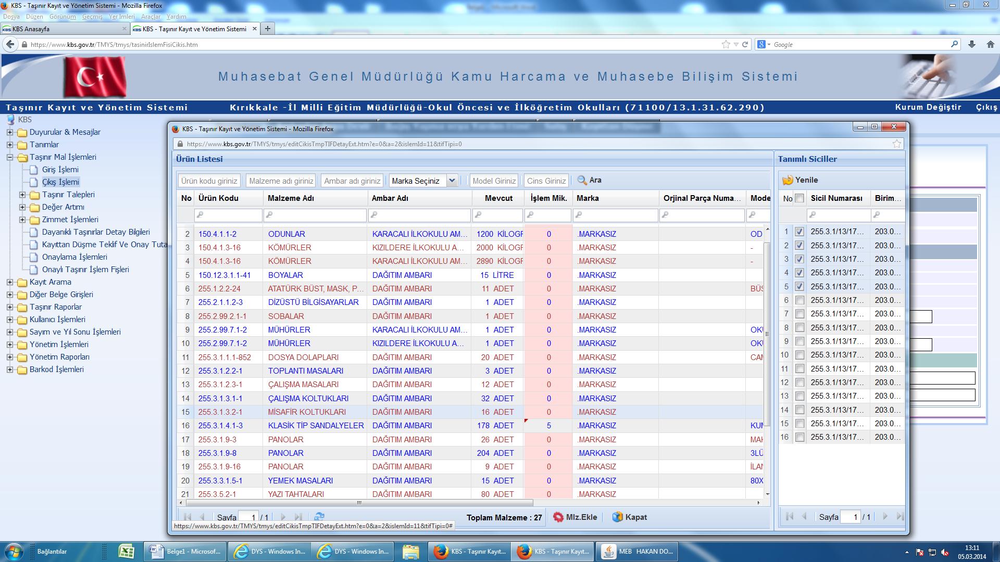 KBS - Taşınır Kayıt ve Yönetim Sistemi - Mozilla Firefox
Dosya Düzen Görünüm Geçmiş Yer İmleri Araçlar Yardım
KBS Anasayfa
KBS - Taşınır Kayıt ve Yönetim Sistemi
https://www.kbs.gov.tr/TMYS/tmys/tasinirIslemFisiCikis.htm
Google
Muhasebat Genel Müdürlüğü Kamu Harcama ve Muhasebe Bilişim Sistemi
Taşınır Kayıt ve Yönetim Sistemi
Kırıkkale -İl Milli Eğitim Müdürlüğü-Okul Öncesi ve İlköğretim Okulları (71100/13.1.31.62.290)
Kurum Değiştir Çıkış
KBS
Duyurular & Mesajlar
Tanımlar
Taşınır Mal İşlemleri
Giriş İşlemi
Çıkış İşlemi
Taşınır Talepleri
Değer Artımı
Zimmet İşlemleri
Dayanıklı Taşınırlar Detay Bilgileri
Kayıttan Düşme Teklif Ve Onay Tuta
Onaylama İşlemleri
Onaylı Taşınır İşlem Fişleri
Kayıt Arama
Diğer Belge Girişleri
Taşınır Raporlar
Kullanıcı İşlemleri
Sayım ve Yıl Sonu İşlemleri
Yönetim İşlemleri
Yönetim Raporları
Barkod İşlemleri
KBS - Taşınır Kayıt ve Yönetim Sistemi - Mozilla Firefox
https://www.kbs.gov.tr/TMYS/tmys/editCikisTmpTIFDetayExt.htm?e=0&a=2&islemId=11&tifTipi=0
Ürün Listesi
Ürün kodu giriniz Malzeme adı giriniz Ambar adı giriniz Marka Seçiniz Model Giriniz Cins Giriniz Ara
No Ürün Kodu Malzeme Adı Ambar Adı Mevcut İşlem Mik. Marka Orjinal Parça Numa... Mode
2 150.4.1.1-2 ODUNLAR KARACALI İLKOKULU AM... 1200 KİLOGR 0 .MARKASIZ OD
3 150.4.1.3-16 KÖMÜRLER KIZILDERE İLKOKULU A... 2000 KİLOGR 0 .MARKASIZ -
4 150.4.1.3-16 KÖMÜRLER KARACALI İLKOKULU AM... 2890 KİLOGR 0 .MARKASIZ -
5 150.12.3.1.1-41 BOYALAR DAĞITIM AMBARI 15 LİTRE 0 .MARKASIZ
6 255.1.2.2-24 ATATÜRK BÜST, MASK, P... DAĞITIM AMBARI 11 ADET 0 .MARKASIZ BÜS
7 255.2.1.1.2-3 DİZÜSTÜ BİLGİSAYARLAR DAĞITIM AMBARI 1 ADET 0 .MARKASIZ
8 255.2.99.2.1-1 SOBALAR DAĞITIM AMBARI 1 ADET 0 .MARKASIZ
9 255.2.99.7.1-2 MÜHÜRLER KARACALI İLKOKULU AM... 1 ADET 0 .MARKASIZ OKU
10 255.2.99.7.1-2 MÜHÜRLER KIZILDERE İLKOKULU A... 1 ADET 0 .MARKASIZ OKU
11 255.3.1.1.1-852 DOSYA DOLAPLARI DAĞITIM AMBARI 20 ADET 0 .MARKASIZ CAM
12 255.3.1.2.2-1 TOPLANTI MASALARI DAĞITIM AMBARI 3 ADET 0 .MARKASIZ
13 255.3.1.2.3-1 ÇALIŞMA MASALARI DAĞITIM AMBARI 12 ADET 0 .MARKASIZ
14 255.3.1.3.1-1 ÇALIŞMA KOLTUKLARI DAĞITIM AMBARI 32 ADET 0 .MARKASIZ
15 255.3.1.3.2-1 MİSAFİR KOLTUKLARI DAĞITIM AMBARI 16 ADET 0 .MARKASIZ
16 255.3.1.4.1-3 KLASİK TİP SANDALYELER DAĞITIM AMBARI 178 ADET 5 .MARKASIZ KUM
17 255.3.1.9-3 PANOLAR DAĞITIM AMBARI 26 ADET 0 .MARKASIZ MAK
18 255.3.1.9-8 PANOLAR DAĞITIM AMBARI 204 ADET 0 .MARKASIZ 3LÜ
19 255.3.1.9-16 PANOLAR DAĞITIM AMBARI 9 ADET 0 .MARKASIZ İLAN
20 255.3.3.1.5-1 YEMEK MASALARI DAĞITIM AMBARI 15 ADET 0 .MARKASIZ 80X
21 255.3.5.2-1 YAZI TAHTALARI DAĞITIM AMBARI 80 ADET 0 .MARKASIZ
Sayfa 1 / 1 Toplam Malzeme : 27 Mlz.Ekle Kapat
https://www.kbs.gov.tr/TMYS/tmys/editCikisTmpTIFDetayExt.htm?e=0&a=2&islemId=11&tifTipi=0#
Tanımlı Siciller
Yenile
No Sicil Numarası Birim...
1 255.3.1/13/17... 203.0...
2 255.3.1/13/17... 203.0...
3 255.3.1/13/17... 203.0...
4 255.3.1/13/17... 203.0...
5 255.3.1/13/17... 203.0...
6 255.3.1/13/17... 203.0...
7 255.3.1/13/17... 203.0...
8 255.3.1/13/17... 203.0...
9 255.3.1/13/17... 203.0...
10 255.3.1/13/17... 203.0...
11 255.3.1/13/17... 203.0...
12 255.3.1/13/17... 203.0...
13 255.3.1/13/17... 203.0...
14 255.3.1/13/17... 203.0...
15 255.3.1/13/17... 203.0...
16 255.3.1/13/17... 203.0...
Sayfa 1 / 1
Bağlantılar
Belge1 - Microsof...
DYS - Windows In...
DYS - Windows In...
KBS - Taşınır Kayıt...
KBS - Taşınır Kayıt...
MEB - HAKAN DO...
13:11
05.03.2014